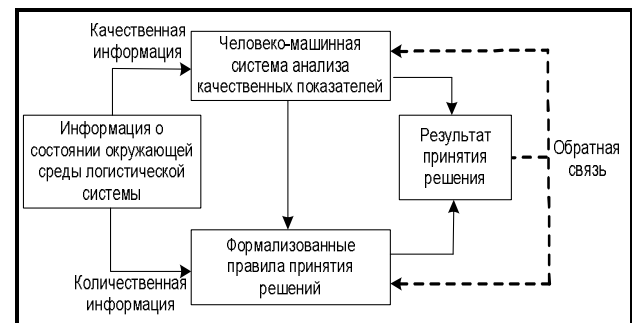 Качественная
информация
Человеко-машинная
система анализа
качественных показателей
Информация о
состоянии окружающей
среды логистической
системы
Результат
принятия
решения
Обратная
связь
Формализованные
правила принятия
решений
Количественная
информация